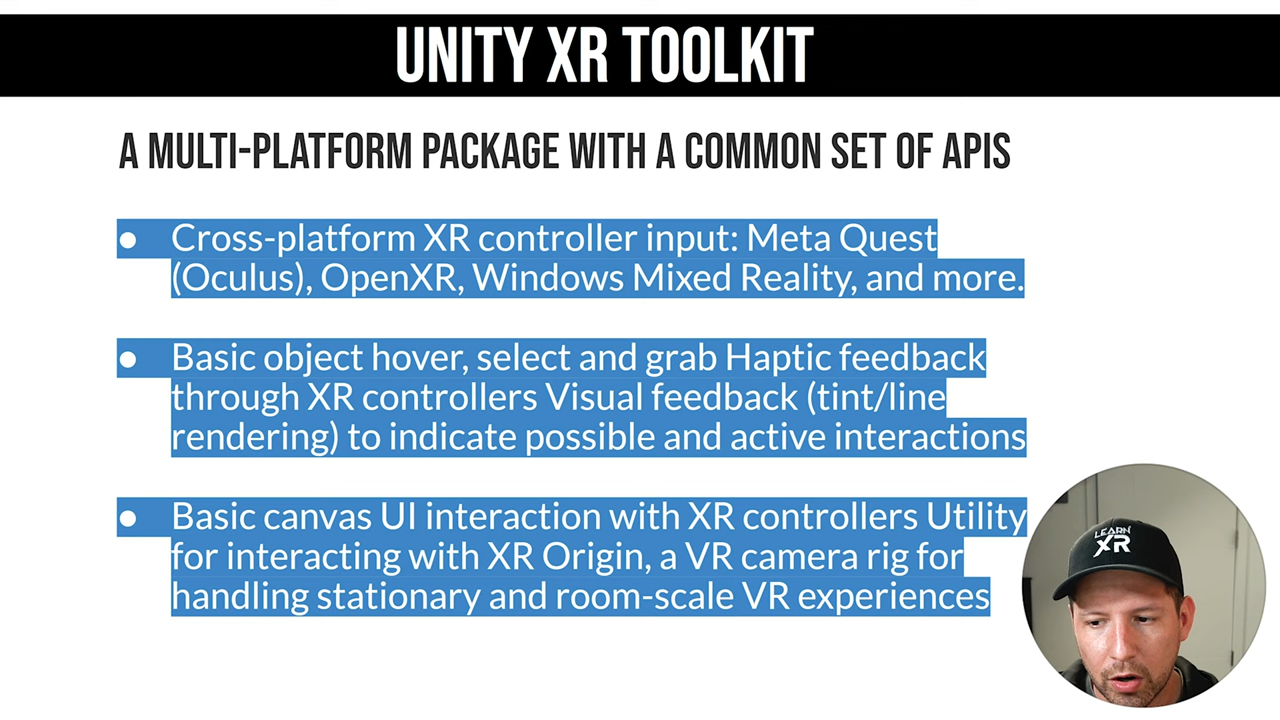 UNITY XR TOOLKIT
A MULTI-PLATFORM PACKAGE WITH A COMMON SET OF APIS
● Cross-platform XR controller input: Meta Quest
(Oculus), OpenXR, Windows Mixed Reality, and more.
● Basic object hover, select and grab Haptic feedback
through XR controllers Visual feedback (tint/line
rendering) to indicate possible and active interactions
● Basic canvas UI interaction with XR controllers Utility
for interacting with XR Origin, a VR camera rig for
handling stationary and room-scale VR experiences
LEARN
XR